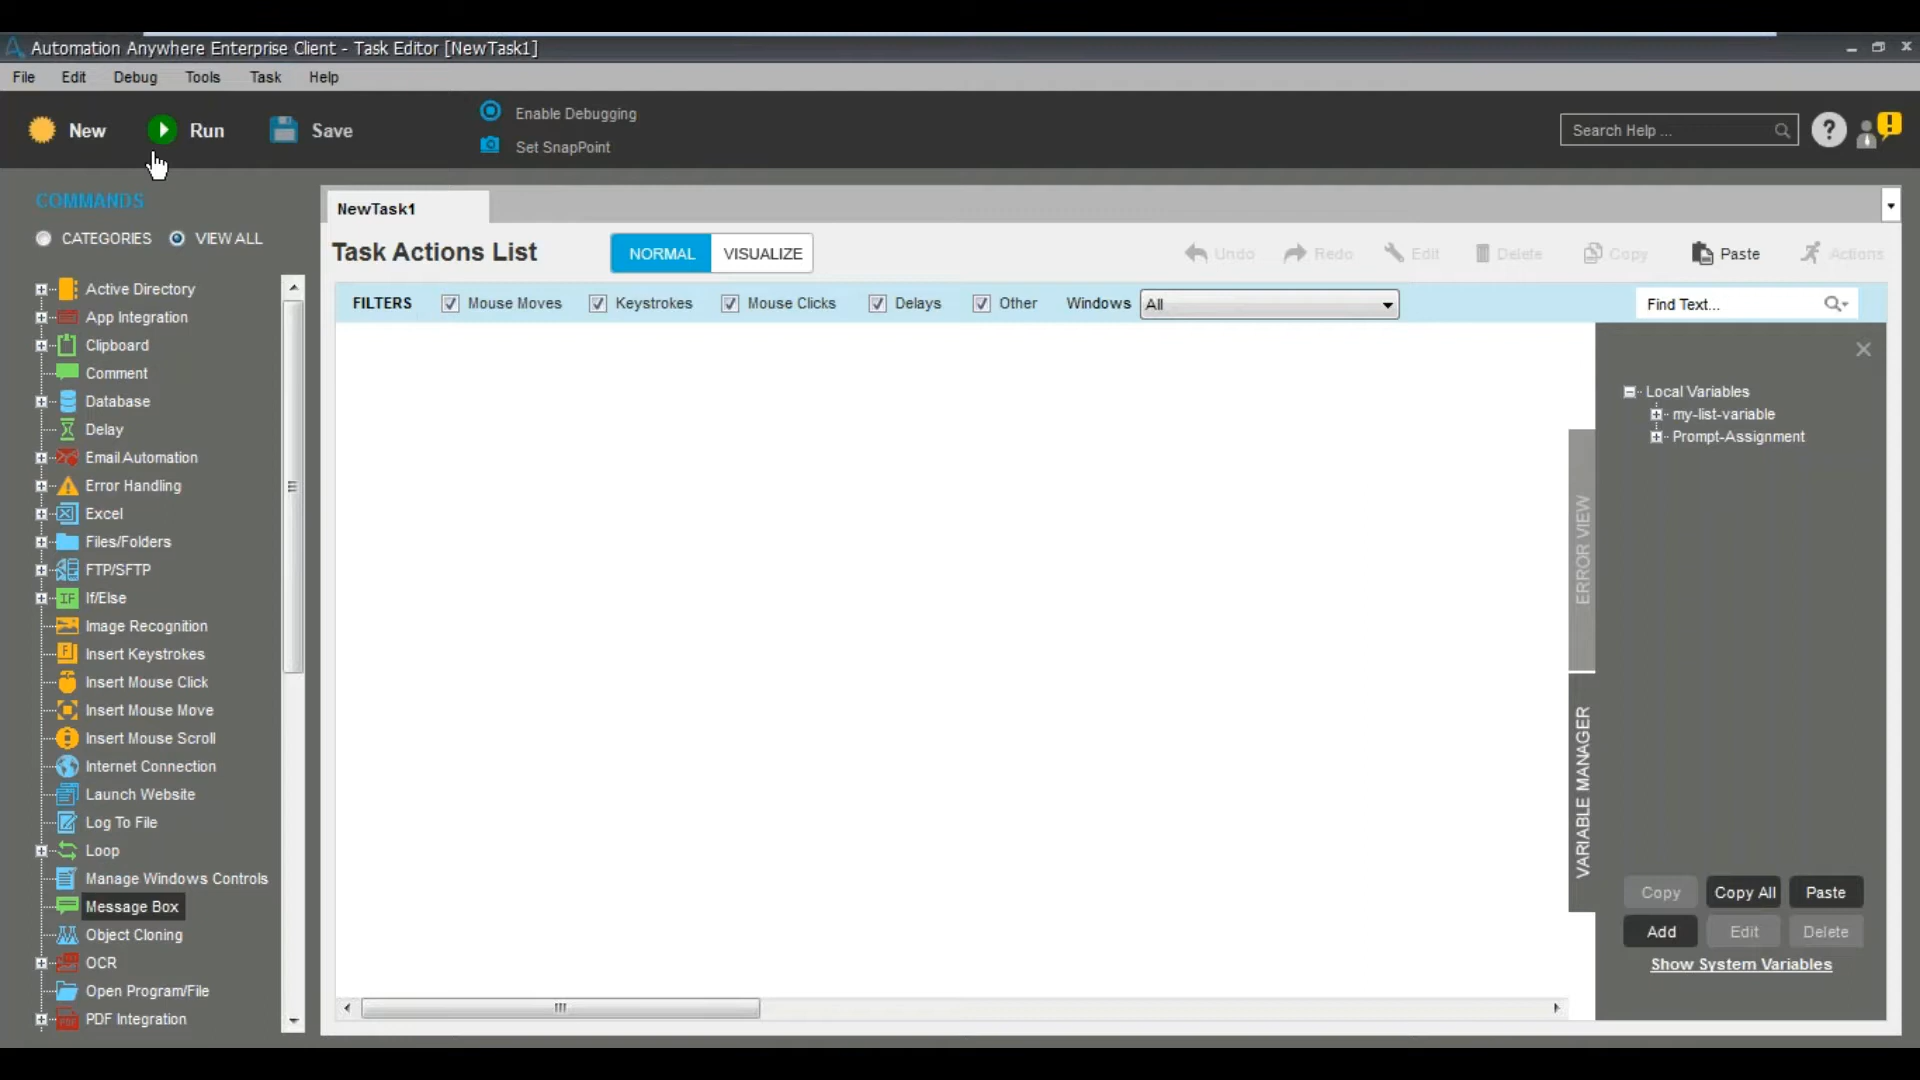 Automation Anywhere Enterprise Client - Task Editor [NewTask1]
File Edit Debug Tools Task Help
New Run Save
Enable Debugging
Set SnapPoint
Search Help ...
COMMANDS
CATEGORIES VIEW ALL
Active Directory
App Integration
Clipboard
Comment
Database
Delay
Email Automation
Error Handling
Excel
Files/Folders
FTP/SFTP
IF If/Else
Image Recognition
Insert Keystrokes
Insert Mouse Click
Insert Mouse Move
Insert Mouse Scroll
Internet Connection
Launch Website
Log To File
Loop
Manage Windows Controls
Message Box
Object Cloning
OCR
Open Program/File
PDF PDF Integration
NewTask1
Task Actions List NORMAL VISUALIZE Undo Redo Edit Delete Copy Paste Actions
FILTERS Mouse Moves Keystrokes Mouse Clicks Delays Other Windows All Find Text...
ERROR VIEW
VARIABLE MANAGER
Local Variables
my-list-variable
Prompt-Assignment
Copy Copy All Paste
Add Edit Delete
Show System Variables